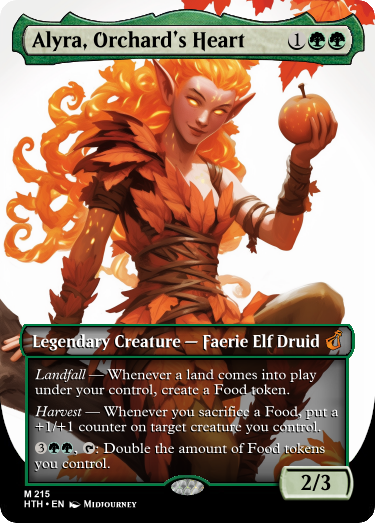 Alyra, Orchard's Heart 1
Legendary Creature — Faerie Elf Druid
Landfall — Whenever a land comes into play
under your control, create a Food token.
Harvest — Whenever you sacrifice a Food, put a
+1/+1 counter on target creature you control.
3, : Double the amount of Food tokens
you control.
2/3
M 215
HTH • EN Midjourney